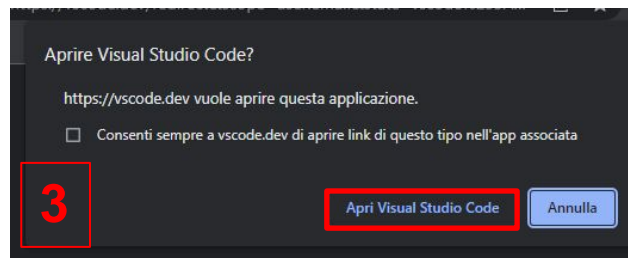 Aprire Visual Studio Code?
https://vscode.dev vuole aprire questa applicazione.
Consenti sempre a vscode.dev di aprire link di questo tipo nell'app associata
3
Apri Visual Studio Code
Annulla